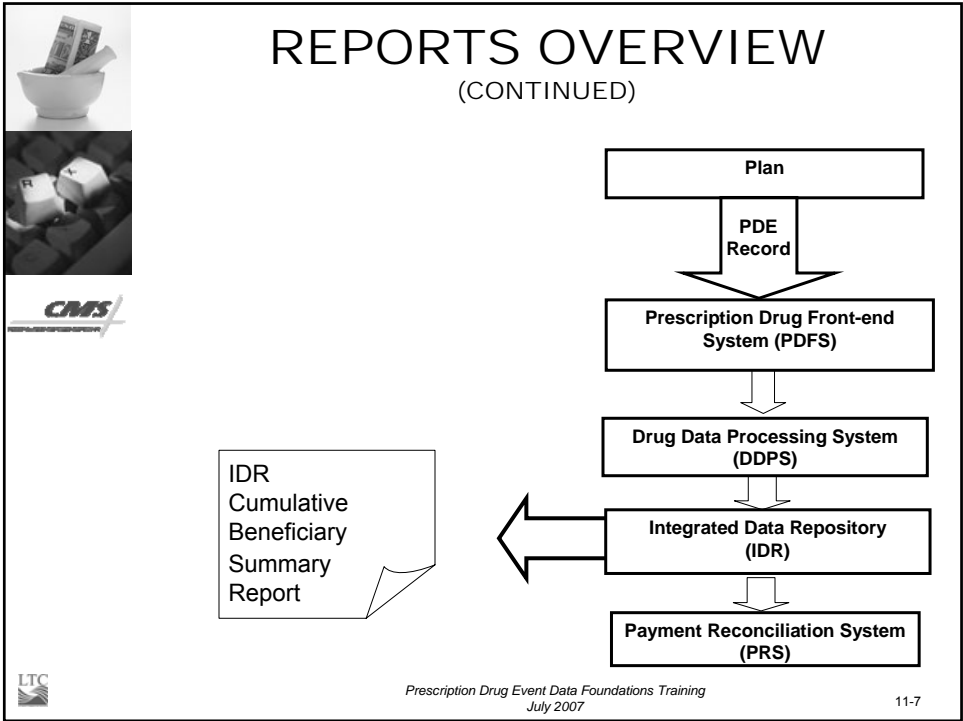 REPORTS OVERVIEW
(CONTINUED)
Plan
PDE
Record
Prescription Drug Front-end
System (PDFS)
Drug Data Processing System
(DDPS)
IDR
Cumulative
Beneficiary
Summary
Report
Integrated Data Repository
(IDR)
Payment Reconciliation System
(PRS)
R
X
CMS
LTC
Prescription Drug Event Data Foundations Training
July 2007
11-7